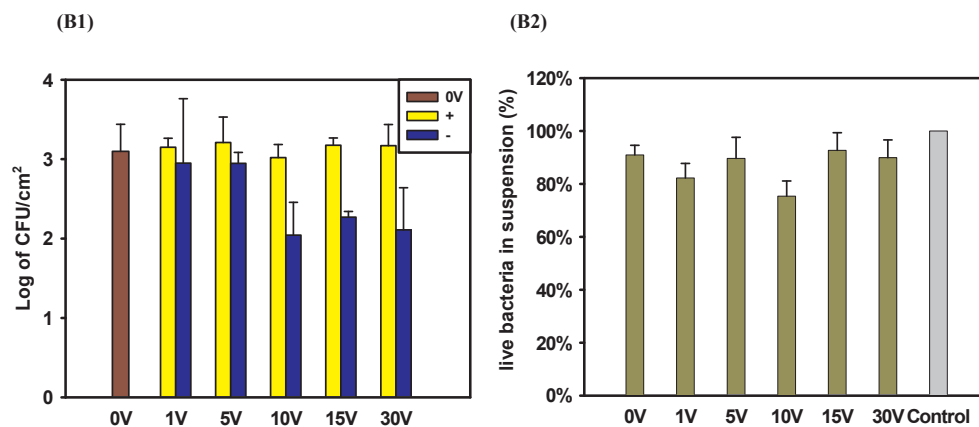 (B1)
Log of CFU/cm²
4
3
2
1
0
0V
+
-
0V 1V 5V 10V 15V 30V
(B2)
live bacteria in suspension (%)
120%
100%
80%
60%
40%
20%
0%
0V 1V 5V 10V 15V 30V Control